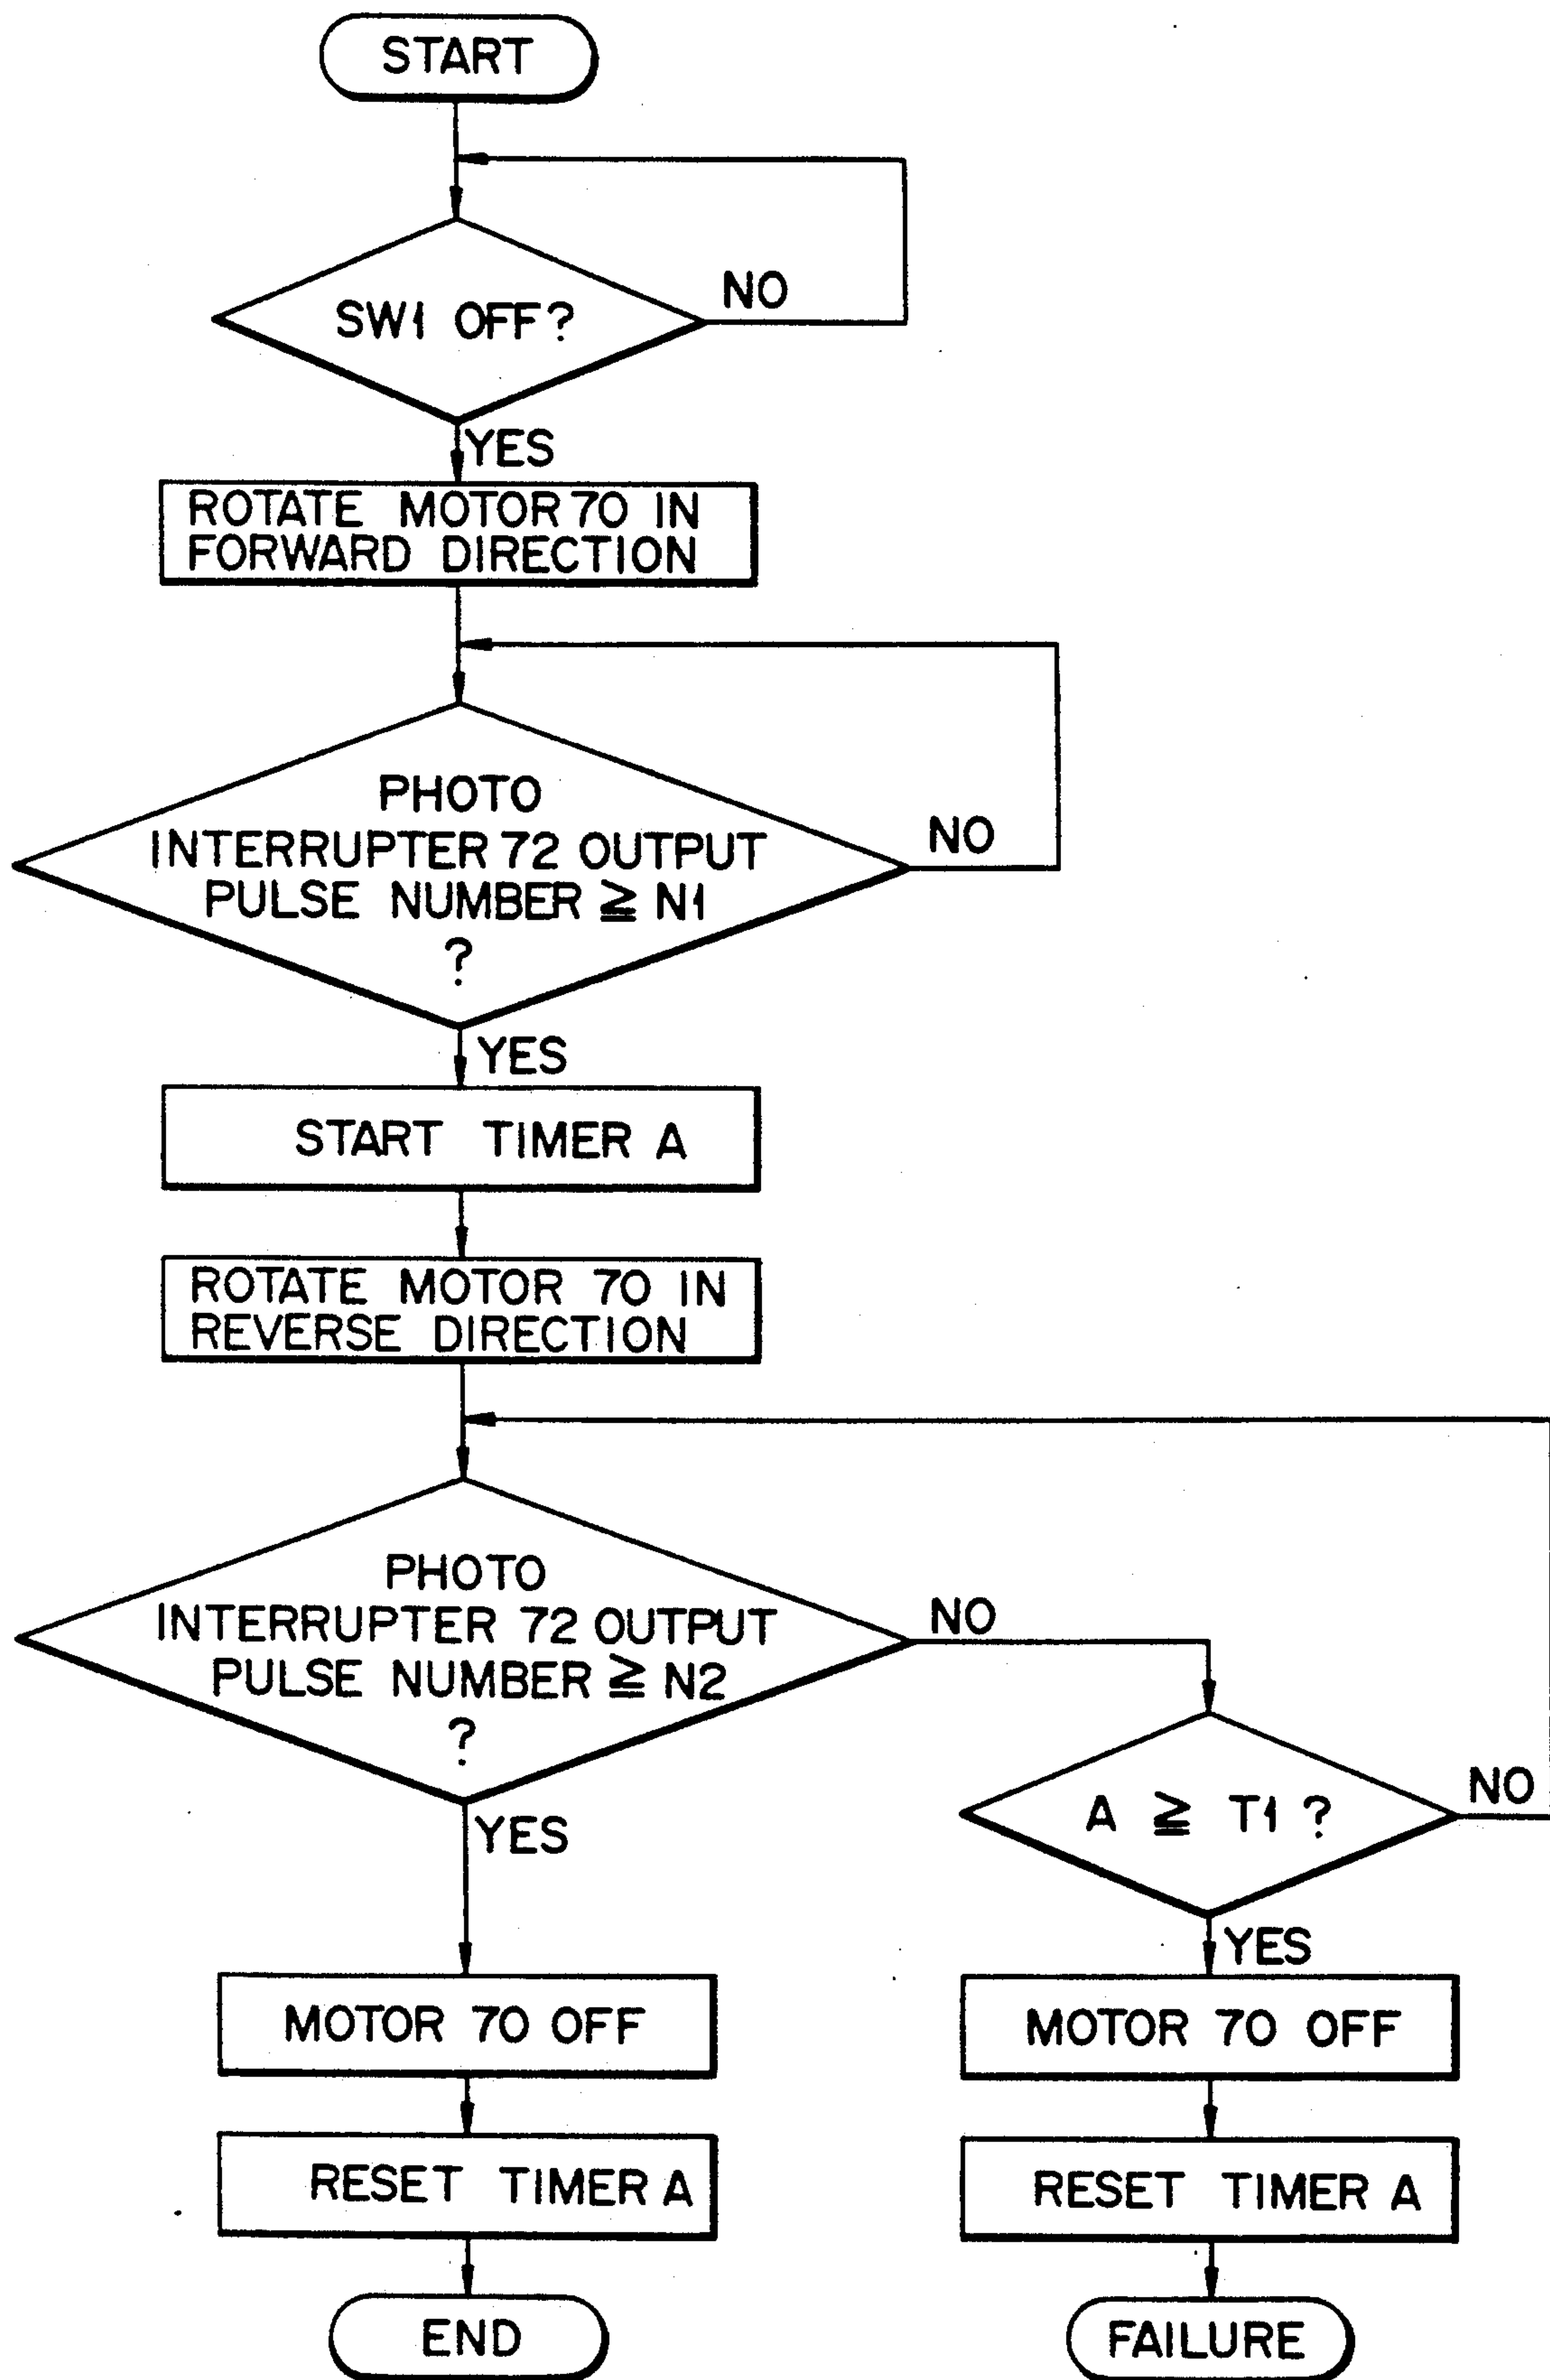 START
SW1 OFF?
NO
YES
ROTATE MOTOR 70 IN
FORWARD DIRECTION
PHOTO
INTERRUPTER 72 OUTPUT
PULSE NUMBER ≧ N1
?
NO
YES
START TIMER A
ROTATE MOTOR 70 IN
REVERSE DIRECTION
PHOTO
INTERRUPTER 72 OUTPUT
PULSE NUMBER ≧ N2
?
NO
YES
A ≧ T1 ?
NO
YES
MOTOR 70 OFF
MOTOR 70 OFF
RESET TIMER A
RESET TIMER A
END
FAILURE